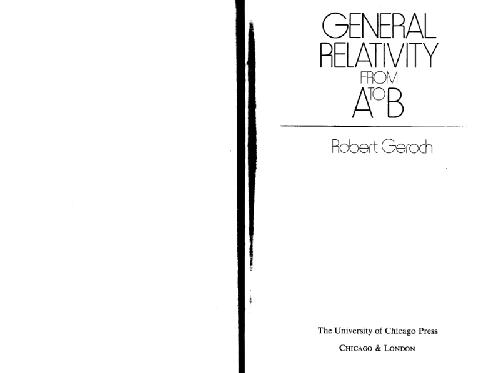 GENERAL
RELATIVITY
FROM
A TO B
Robert Geroch
The University of Chicago Press
CHICAGO & LONDON